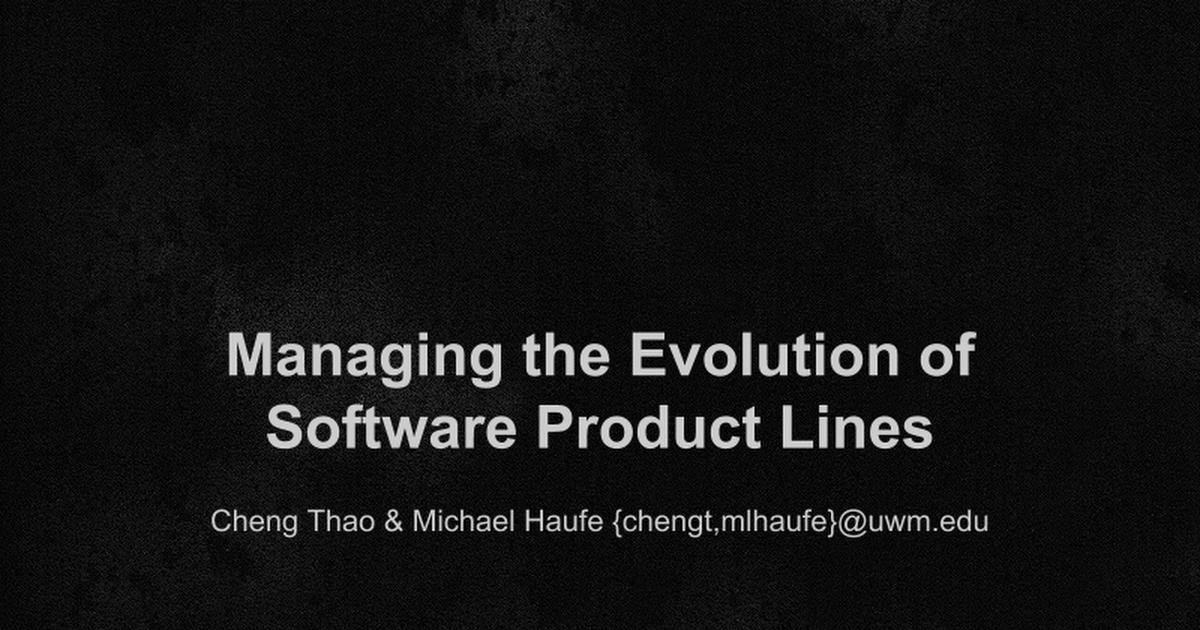 Managing the Evolution of
Software Product Lines
Cheng Thao & Michael Haufe {chengt,mlhaufe}@uwm.edu